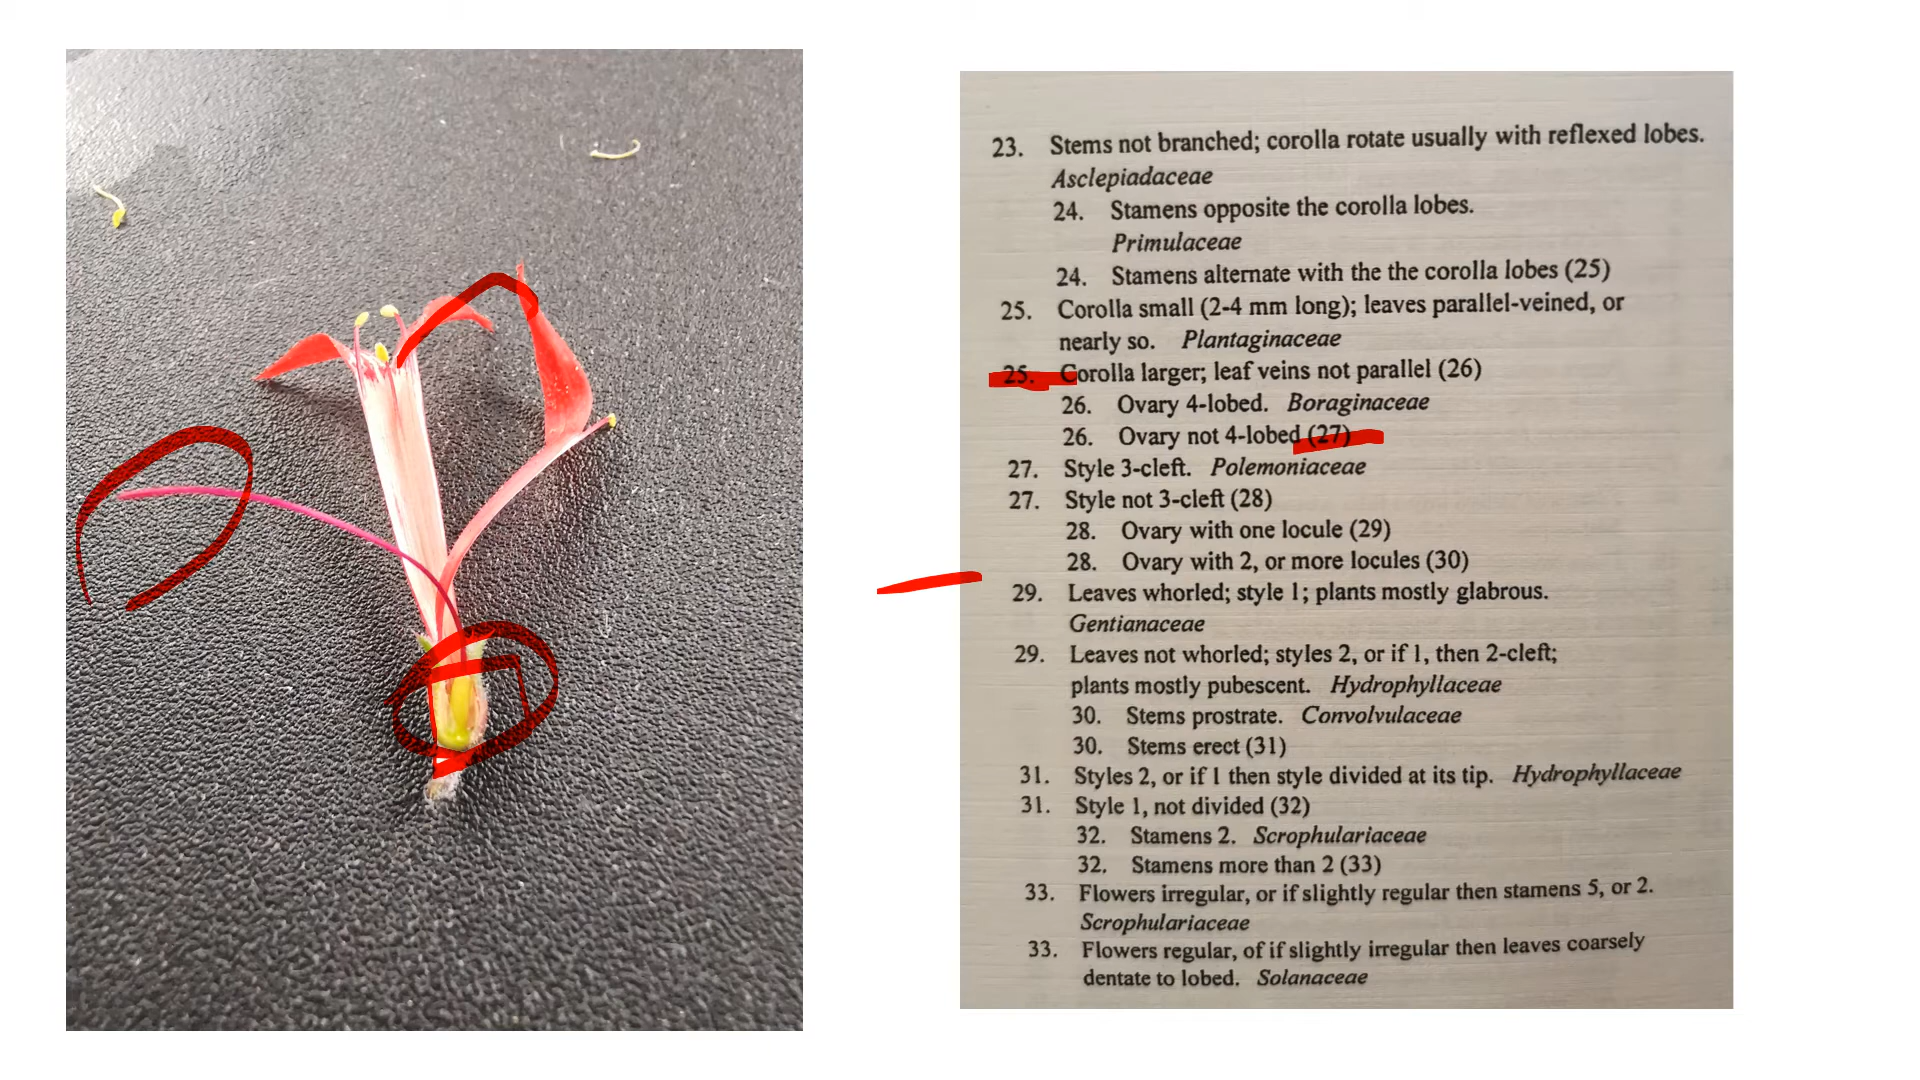 23. Stems not branched; corolla rotate usually with reflexed lobes.
Asclepiadaceae
24. Stamens opposite the corolla lobes.
Primulaceae
24. Stamens alternate with the the corolla lobes (25)
25. Corolla small (2-4 mm long); leaves parallel-veined, or
nearly so. Plantaginaceae
25. Corolla larger; leaf veins not parallel (26)
26. Ovary 4-lobed. Boraginaceae
26. Ovary not 4-lobed (27)
27. Style 3-cleft. Polemoniaceae
27. Style not 3-cleft (28)
28. Ovary with one locule (29)
28. Ovary with 2, or more locules (30)
29. Leaves whorled; style 1; plants mostly glabrous.
Gentianaceae
29. Leaves not whorled; styles 2, or if 1, then 2-cleft;
plants mostly pubescent. Hydrophyllaceae
30. Stems prostrate. Convolvulaceae
30. Stems erect (31)
31. Styles 2, or if 1 then style divided at its tip. Hydrophyllaceae
31. Style 1, not divided (32)
32. Stamens 2. Scrophulariaceae
32. Stamens more than 2 (33)
33. Flowers irregular, or if slightly regular then stamens 5, or 2.
Scrophulariaceae
33. Flowers regular, of if slightly irregular then leaves coarsely
dentate to lobed. Solanaceae